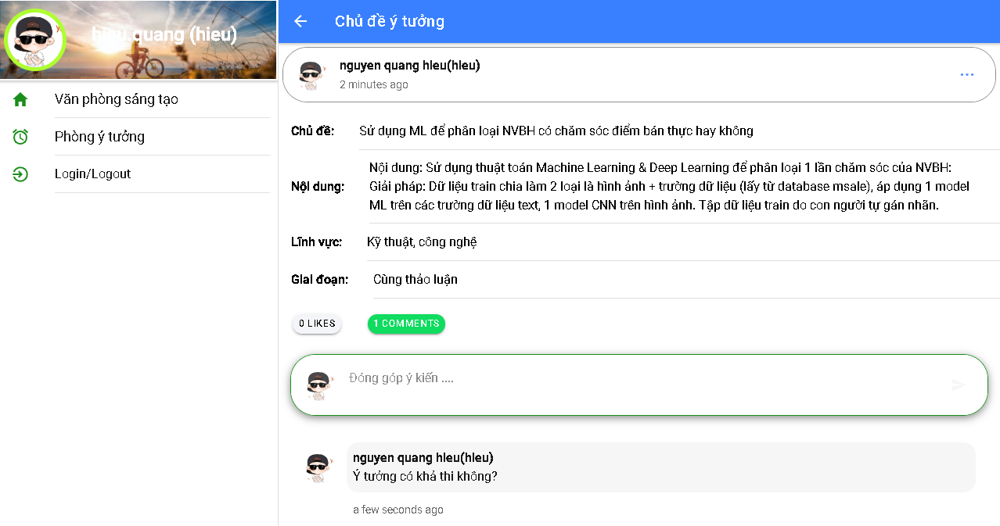 hieu.quang (hieu)
Văn phòng sáng tạo
Phòng ý tưởng
Login/Logout
Chủ đề ý tưởng
nguyen quang hieu(hieu)
2 minutes ago
Chủ đề: Sử dụng ML để phân loại NVBH có chăm sóc điểm bán thực hay không
Nội dung: Nội dung: Sử dụng thuật toán Machine Learning & Deep Learning để phân loại 1 lần chăm sóc của NVBH:
Giải pháp: Dữ liệu train chia làm 2 loại là hình ảnh + trường dữ liệu (lấy từ database msale), áp dụng 1 model
ML trên các trường dữ liệu text, 1 model CNN trên hình ảnh. Tập dữ liệu train do con người tự gán nhãn.
Lĩnh vực: Kỹ thuật, công nghệ
Giai đoạn: Cùng thảo luận
0 LIKES 1 COMMENTS
Đóng góp ý kiến ....
nguyen quang hieu(hieu)
Ý tưởng có khả thi không?
a few seconds ago